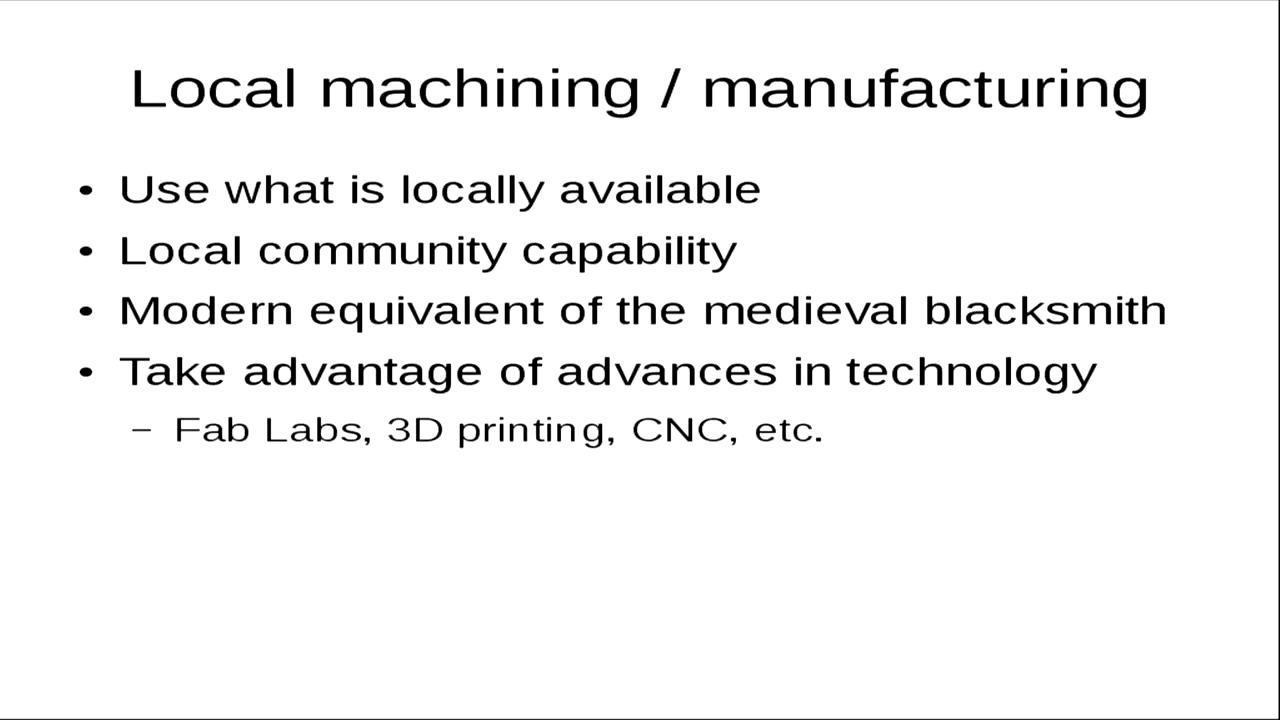 Local machining / manufacturing
• Use what is locally available
• Local community capability
• Modern equivalent of the medieval blacksmith
• Take advantage of advances in technology
– Fab Labs, 3D printing, CNC, etc.